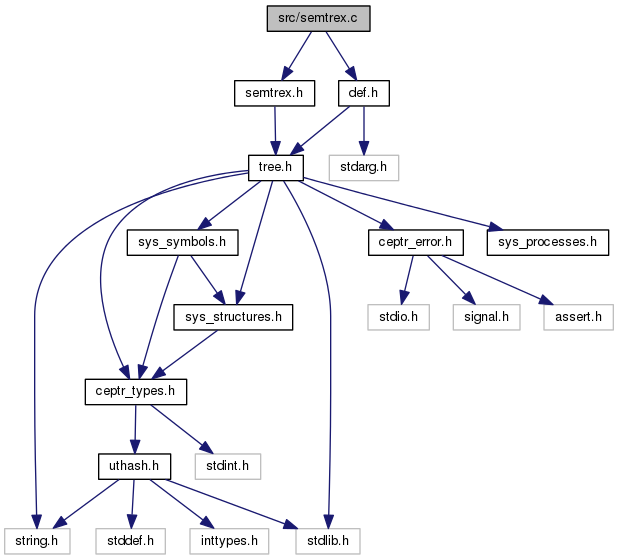 src/semtrex.c
semtrex.h
def.h
tree.h
stdarg.h
sys_symbols.h
ceptr_error.h
sys_processes.h
sys_structures.h
stdio.h
signal.h
assert.h
ceptr_types.h
uthash.h
stdint.h
string.h
stddef.h
inttypes.h
stdlib.h